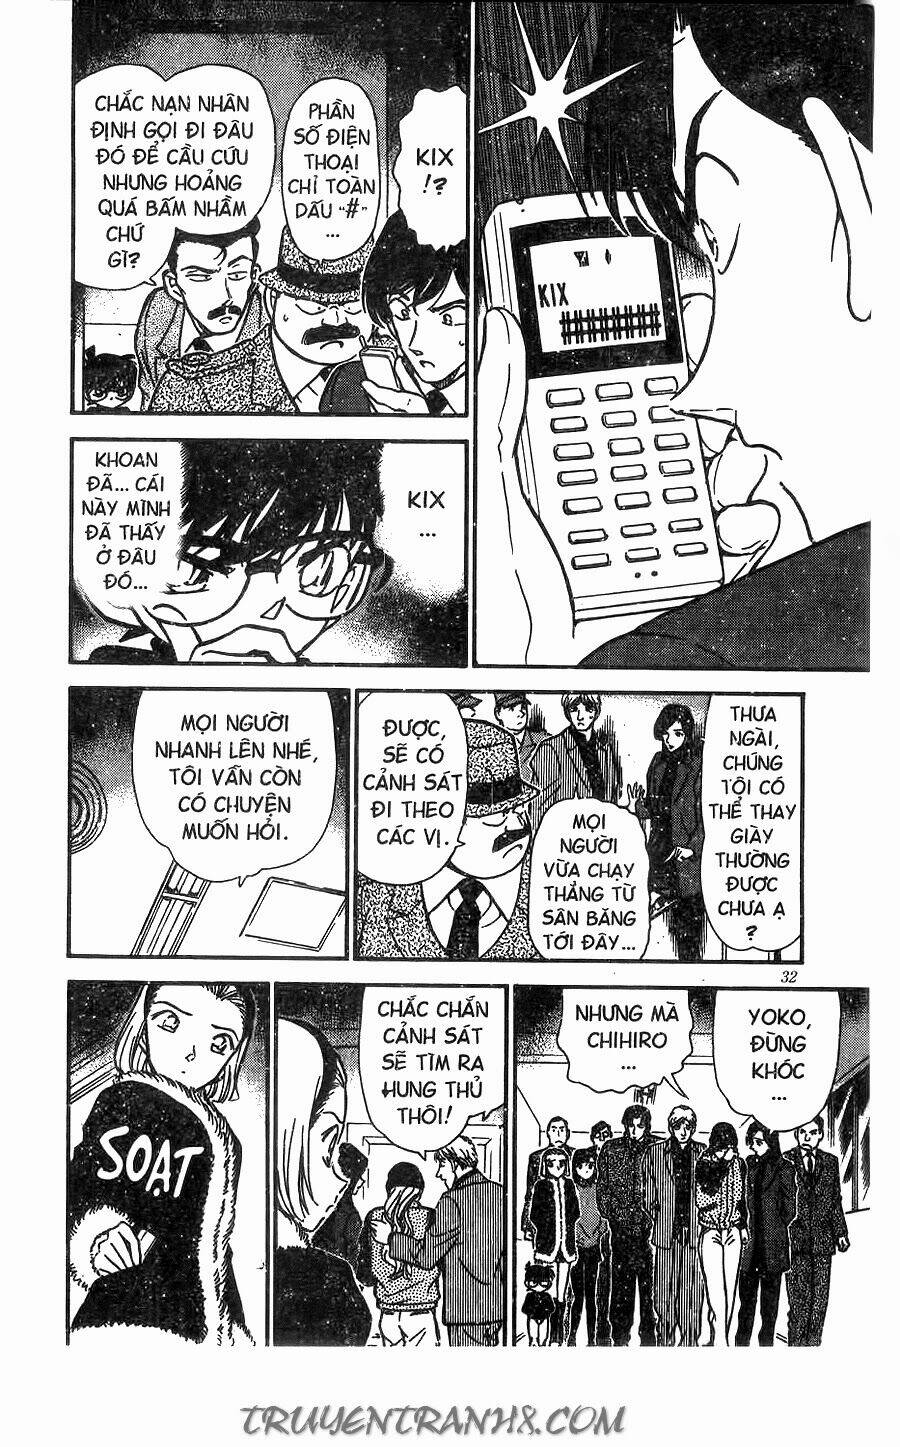 KIX
##########
KIX
!?
PHẦN
SỐ ĐIỆN
THOẠI
CHỈ TOÀN
DẤU "#"
...
CHẮC NẠN NHÂN
ĐỊNH GỌI ĐI ĐÂU
ĐÓ ĐỂ CẦU CỨU
NHƯNG HOẢNG
QUÁ BẤM NHẦM
CHỨ
GÌ?
KIX
...
KHOAN
ĐÃ... CÁI
NÀY MÌNH
ĐÃ THẤY
Ở ĐÂU
ĐÓ...
THƯA
NGÀI,
CHÚNG
TÔI CÓ
THỂ THAY
GIÀY
THƯỜNG
ĐƯỢC
CHƯA Ạ
?
MỌI
NGƯỜI
VỪA CHẠY
THẲNG TỪ
SÂN BĂNG
TỚI ĐÂY...
ĐƯỢC,
SẼ CÓ
CẢNH SÁT
ĐI THEO
CÁC VỊ.
MỌI NGƯỜI
NHANH LÊN NHÉ,
TÔI VẪN CÒN
CÓ CHUYỆN
MUỐN HỎI.
32
YOKO,
ĐỪNG
KHÓC
...
NHƯNG MÀ
CHIHIRO
...
CHẮC CHẮN
CẢNH SÁT
SẼ TÌM RA
HUNG THỦ
THÔI!
SOẠT
TRUYENTRANH8.COM